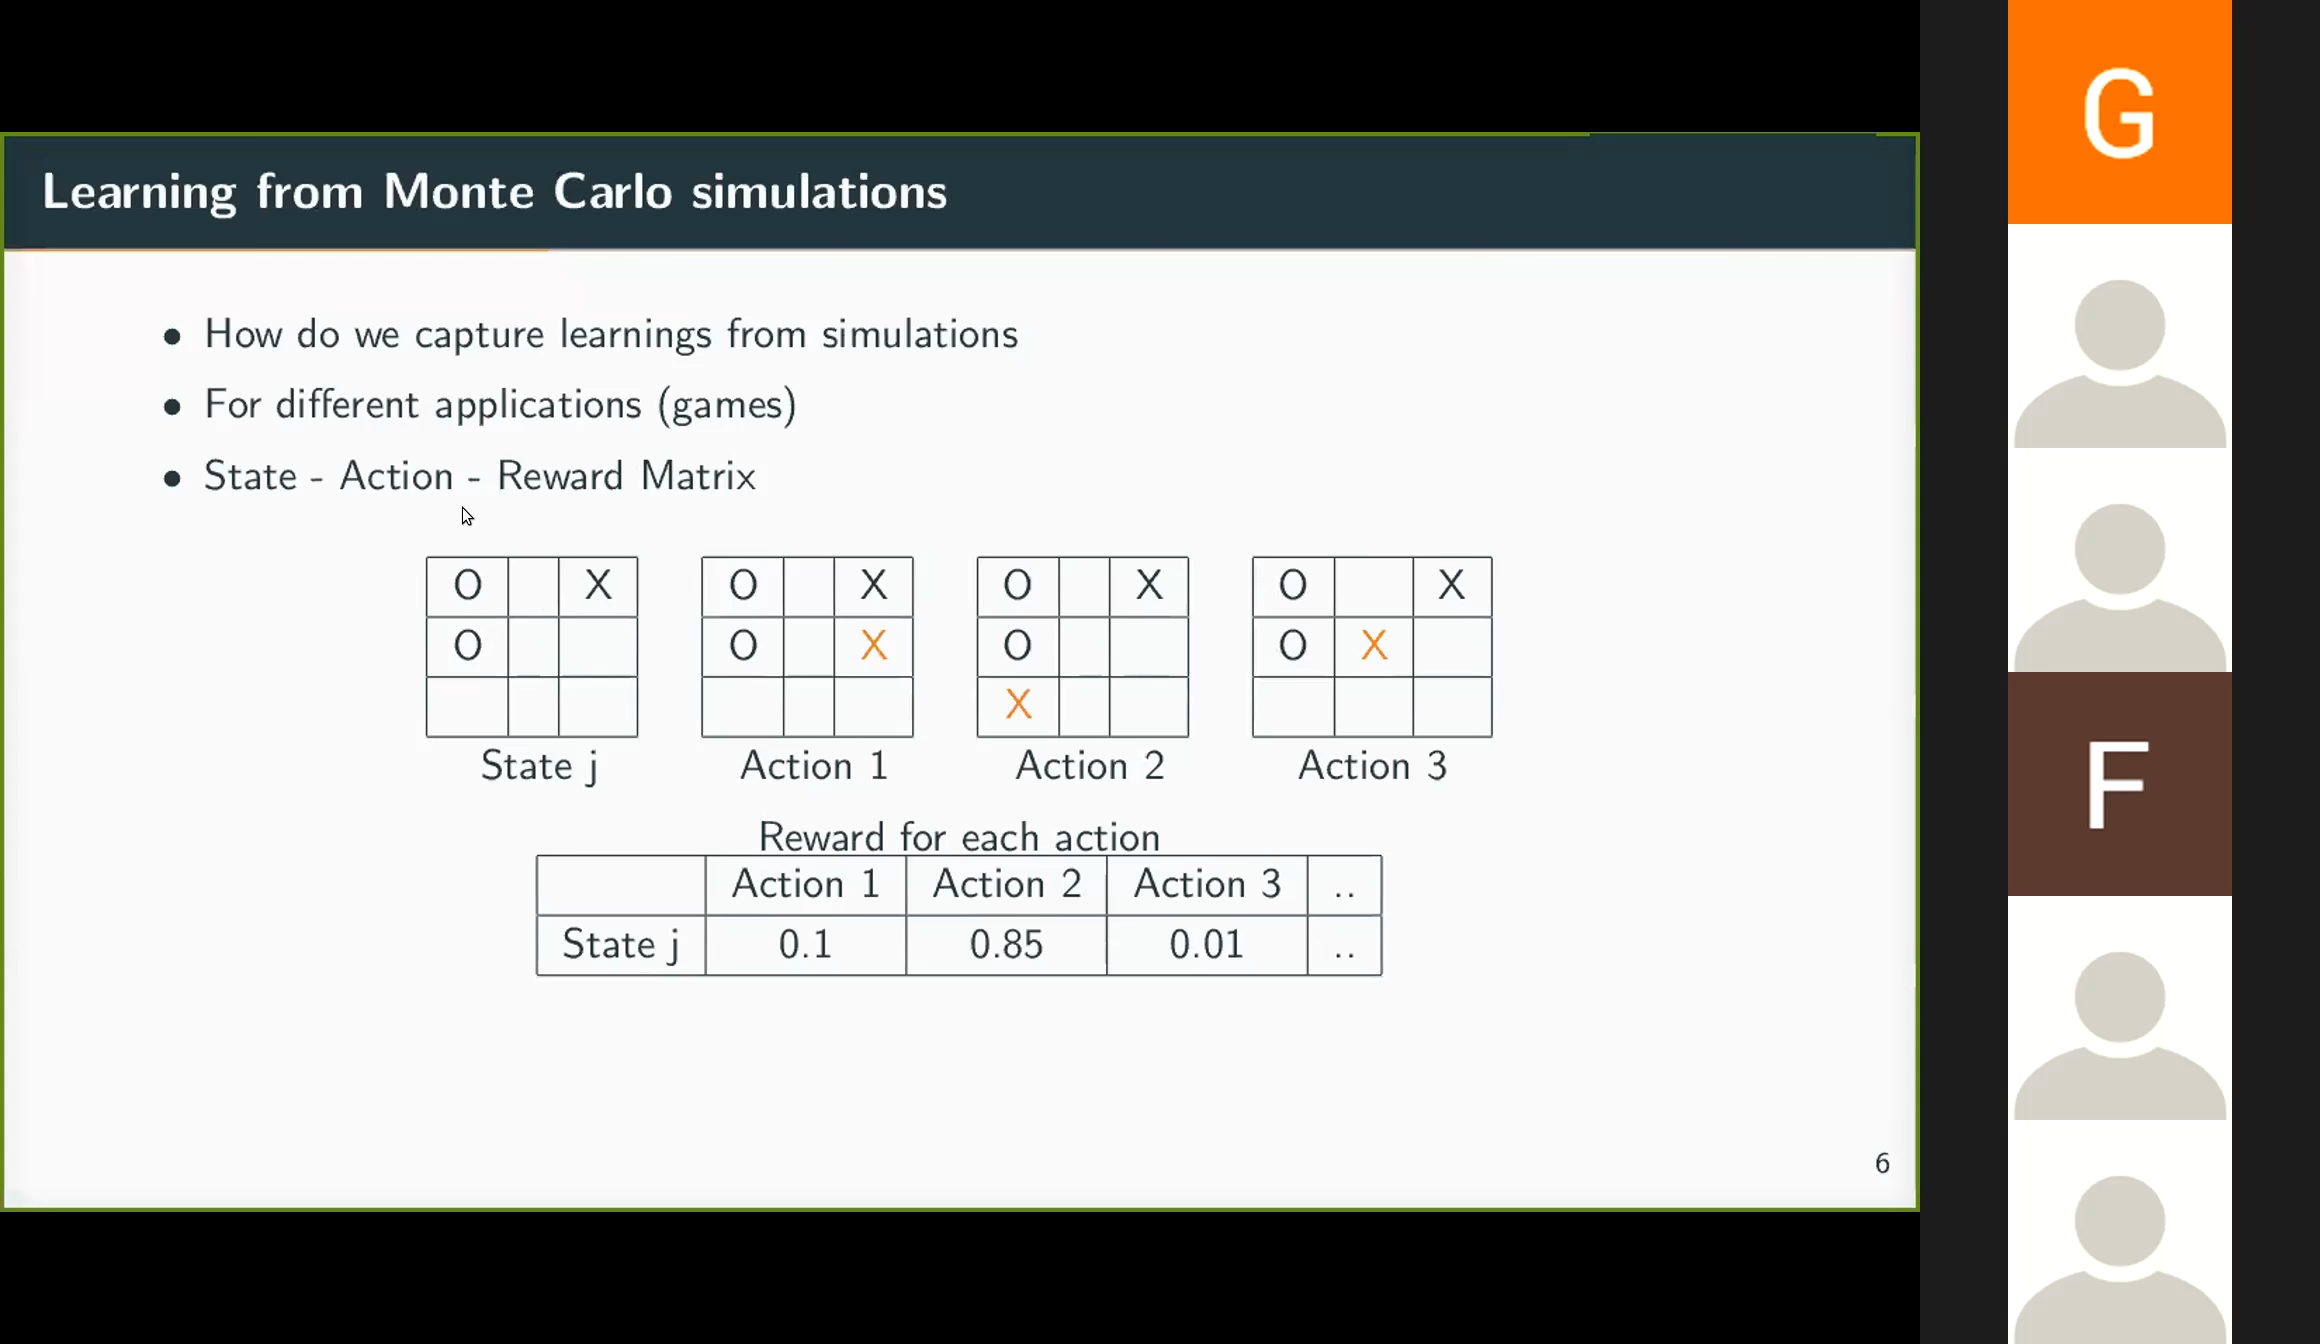 Learning from Monte Carlo simulations
• How do we capture learnings from simulations
• For different applications (games)
• State - Action - Reward Matrix
O X O X O X O X
O O X O O X
X
State j Action 1 Action 2 Action 3
Reward for each action
Action 1 Action 2 Action 3 ..
State j 0.1 0.85 0.01 ..
6
G
F